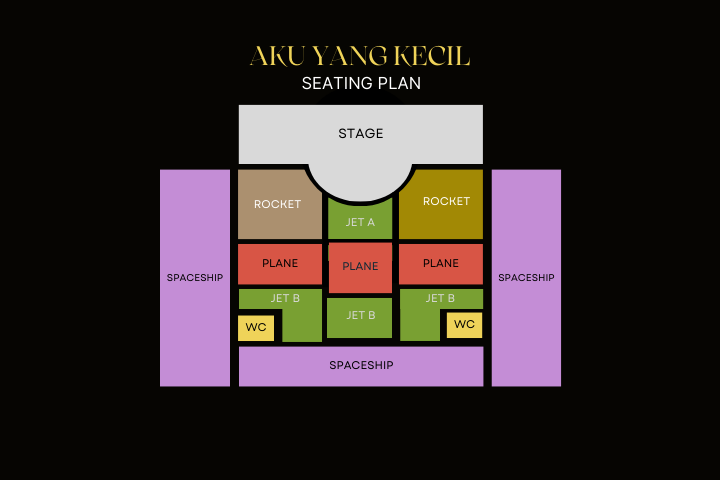 AKU YANG KECIL
SEATING PLAN
STAGE
ROCKET
ROCKET
JET A
PLANE
PLANE
PLANE
SPACESHIP
SPACESHIP
JET B
JET B
JET B
WC
WC
SPACESHIP